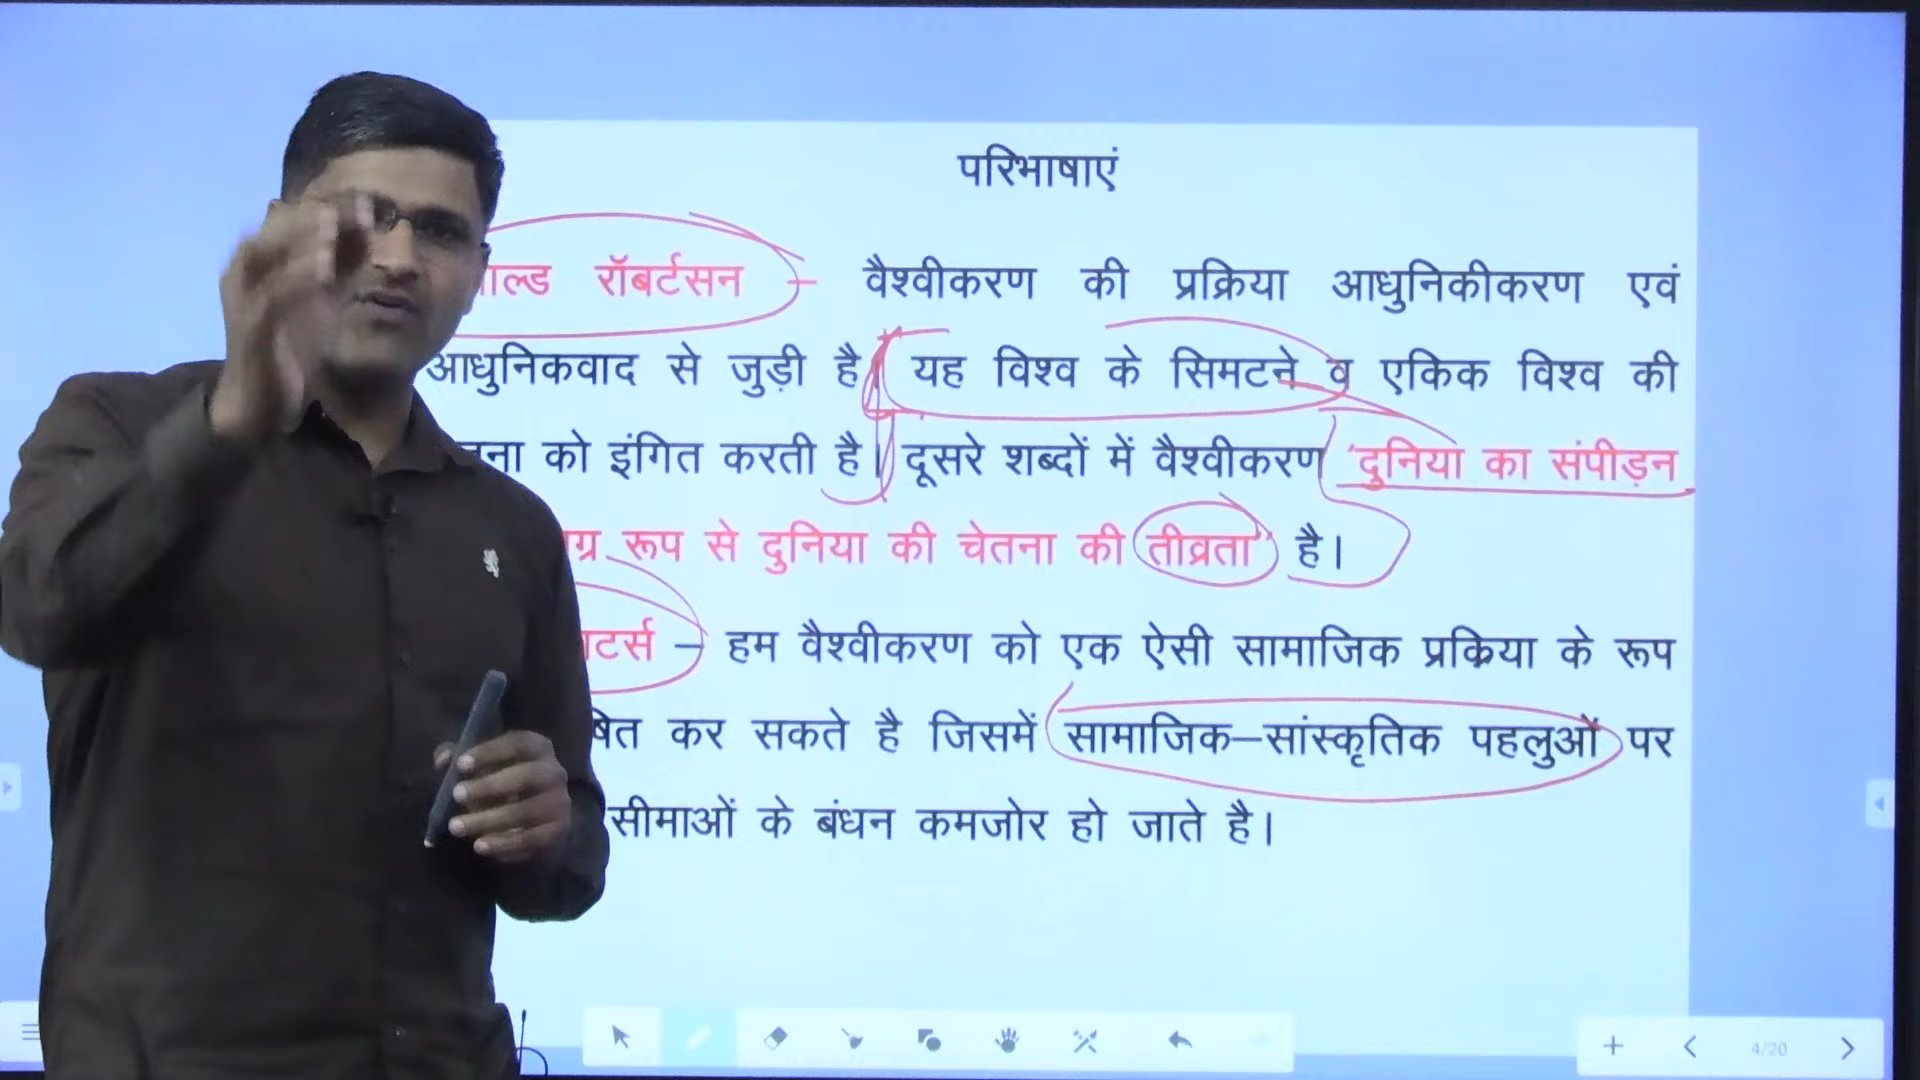 परिभाषाएं
रॉबर्टसन – वैश्वीकरण की प्रक्रिया आधुनिकीकरण एवं
आधुनिकवाद से जुड़ी है। यह विश्व के सिमटने व एकिक विश्व की
को इंगित करती है। दूसरे शब्दों में वैश्वीकरण "दुनिया का संपीड़न
रूप से दुनिया की चेतना की तीव्रता" है।
– हम वैश्वीकरण को एक ऐसी सामाजिक प्रक्रिया के रूप
कर सकते है जिसमें सामाजिक–सांस्कृतिक पहलुओं पर
सीमाओं के बंधन कमजोर हो जाते है।
4/20